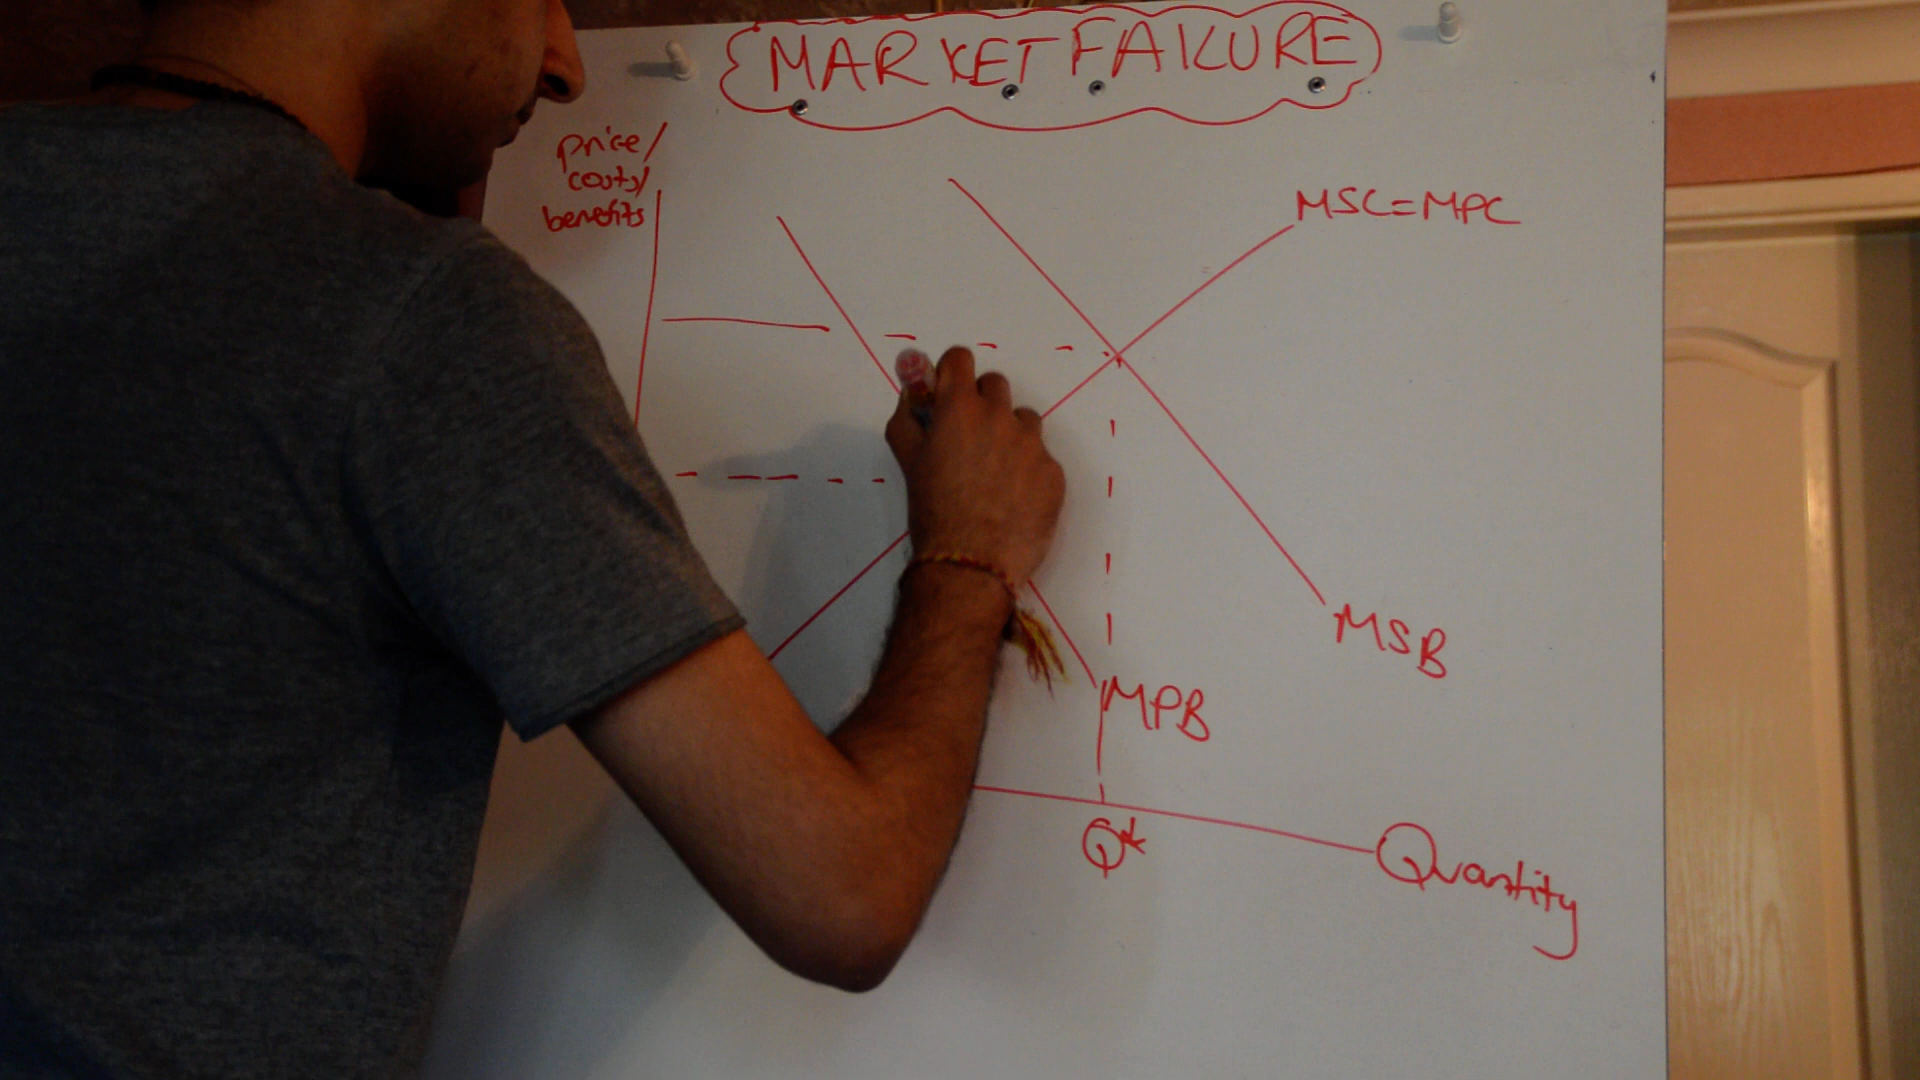 MARKET FAILURE
price/
costs/
benefits
MSC=MPC
MSB
MPB
Q*
Quantity